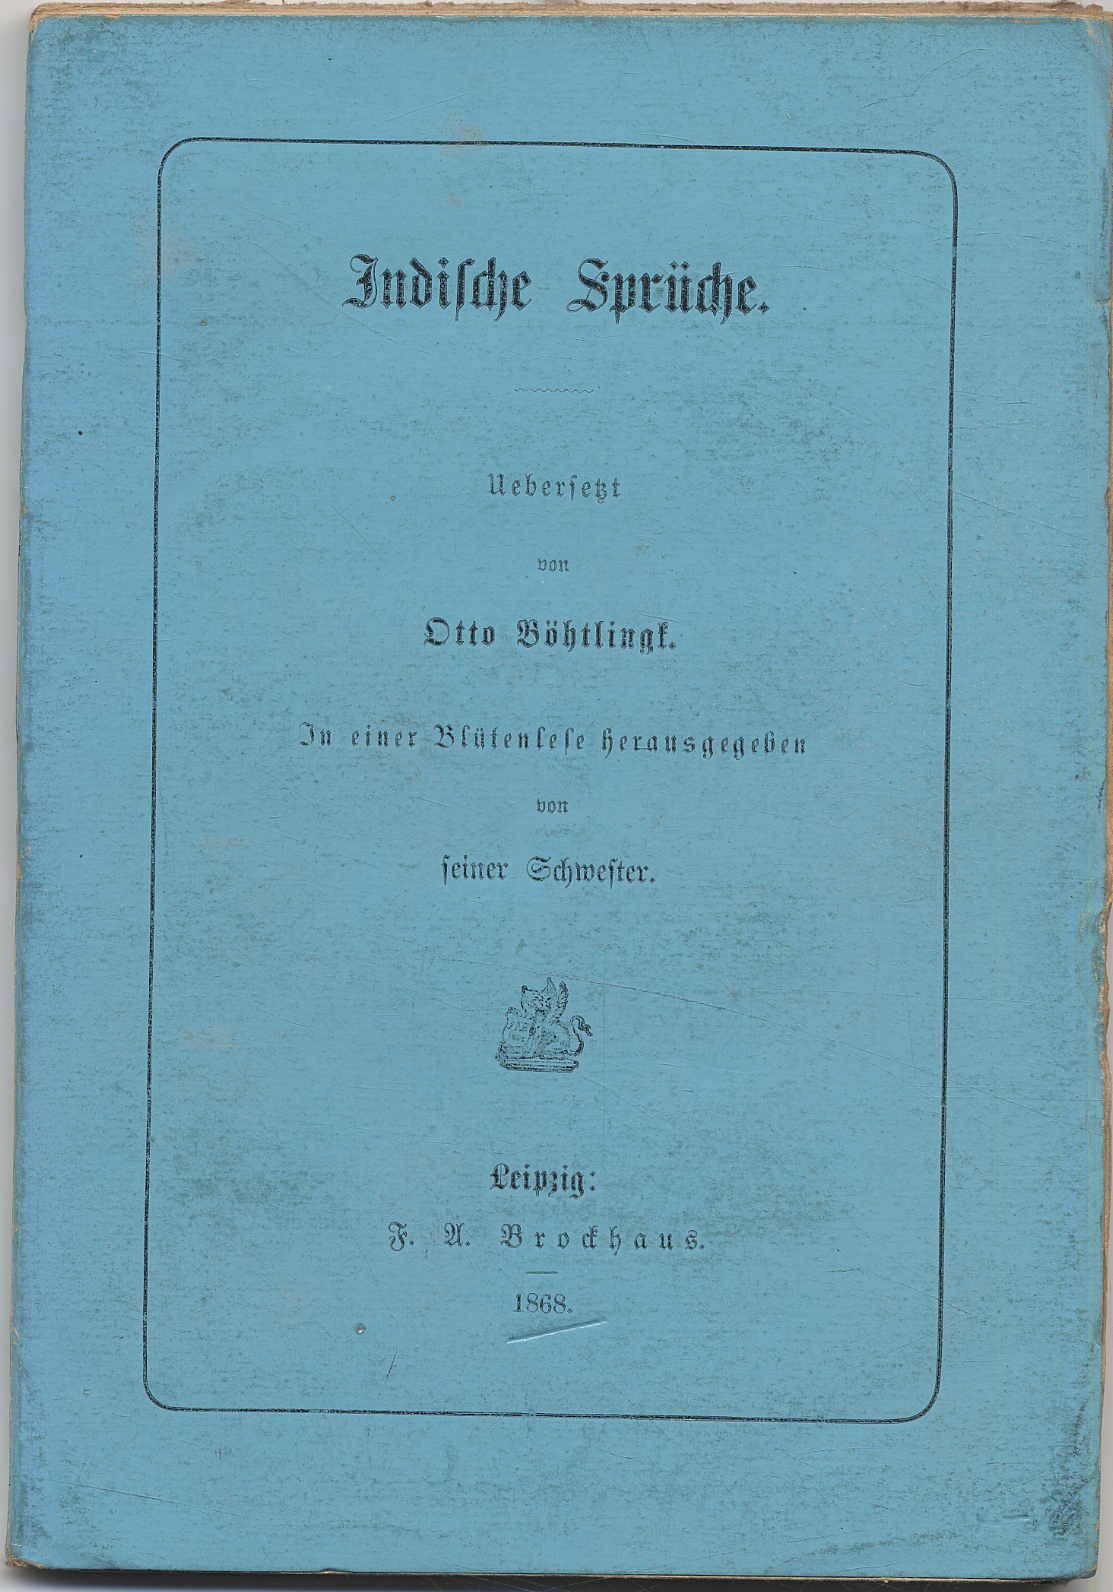 Indiſche Sprüche.
Ueberſetzt
von
Otto Böhtlingk.
In einer Blütenleſe herausgegeben
von
ſeiner Schweſter.
Leipzig:
F. A. Brockhaus.
1868.